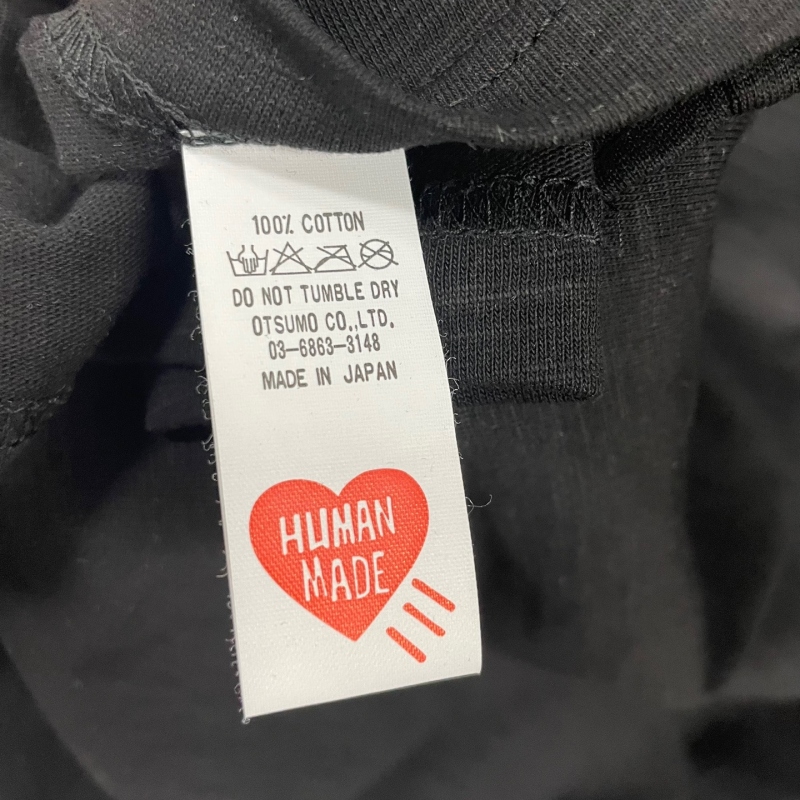 100% COTTON
DO NOT TUMBLE DRY
OTSUMO CO.,LTD.
03-6863-3148
MADE IN JAPAN
HUMAN
MADE